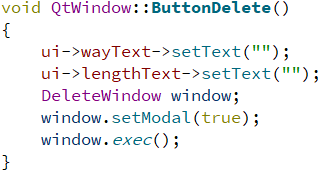 void QtWindow::ButtonDelete()
{
    ui->wayText->setText("");
    ui->lengthText->setText("");
    DeleteWindow window;
    window.setModal(true);
    window.exec();
}